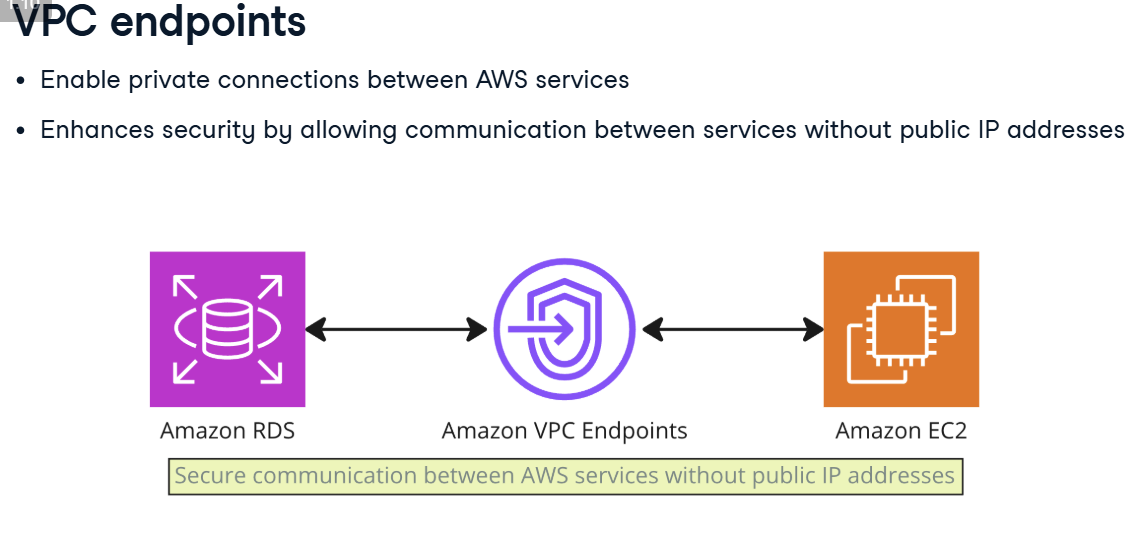 VPC endpoints
• Enable private connections between AWS services
• Enhances security by allowing communication between services without public IP addresses
Amazon RDS
Amazon VPC Endpoints
Amazon EC2
Secure communication between AWS services without public IP addresses